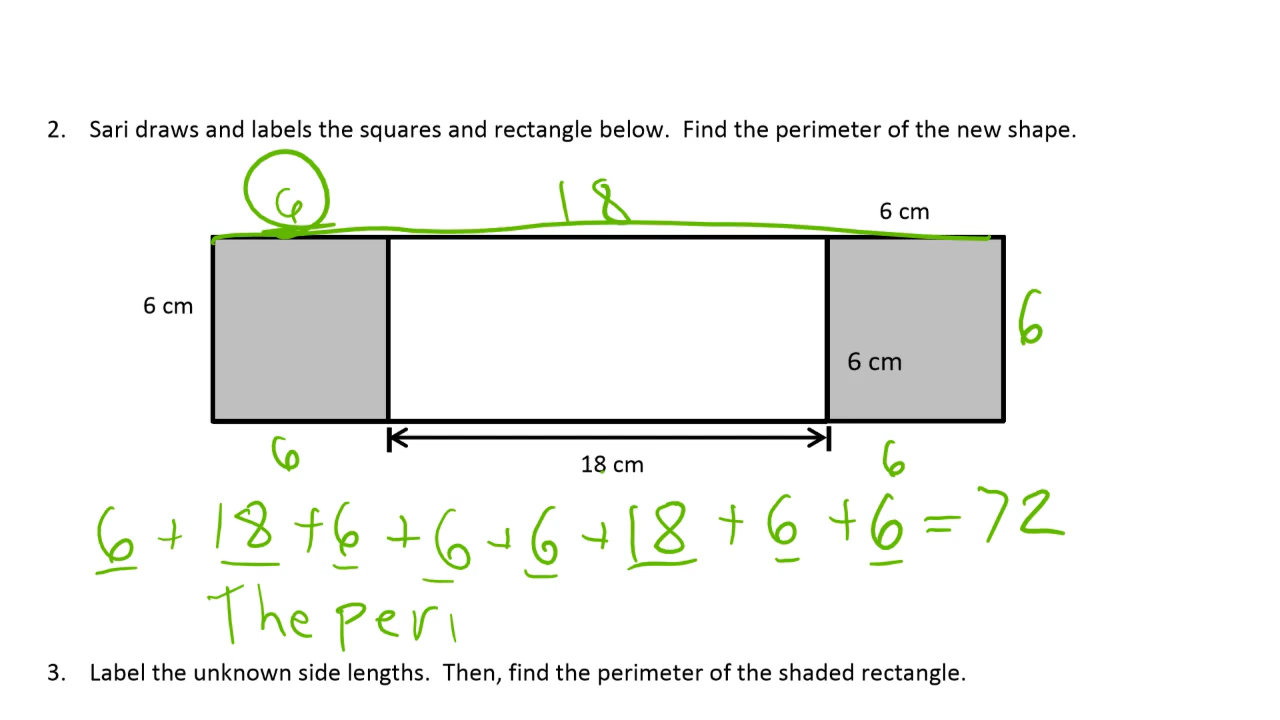 2. Sari draws and labels the squares and rectangle below. Find the perimeter of the new shape.
6
18
6 cm
6 cm
6
6 cm
6
18 cm
6
6 + 18 + 6 + 6 + 6 + 18 + 6 + 6 = 72
The peri
3. Label the unknown side lengths. Then, find the perimeter of the shaded rectangle.